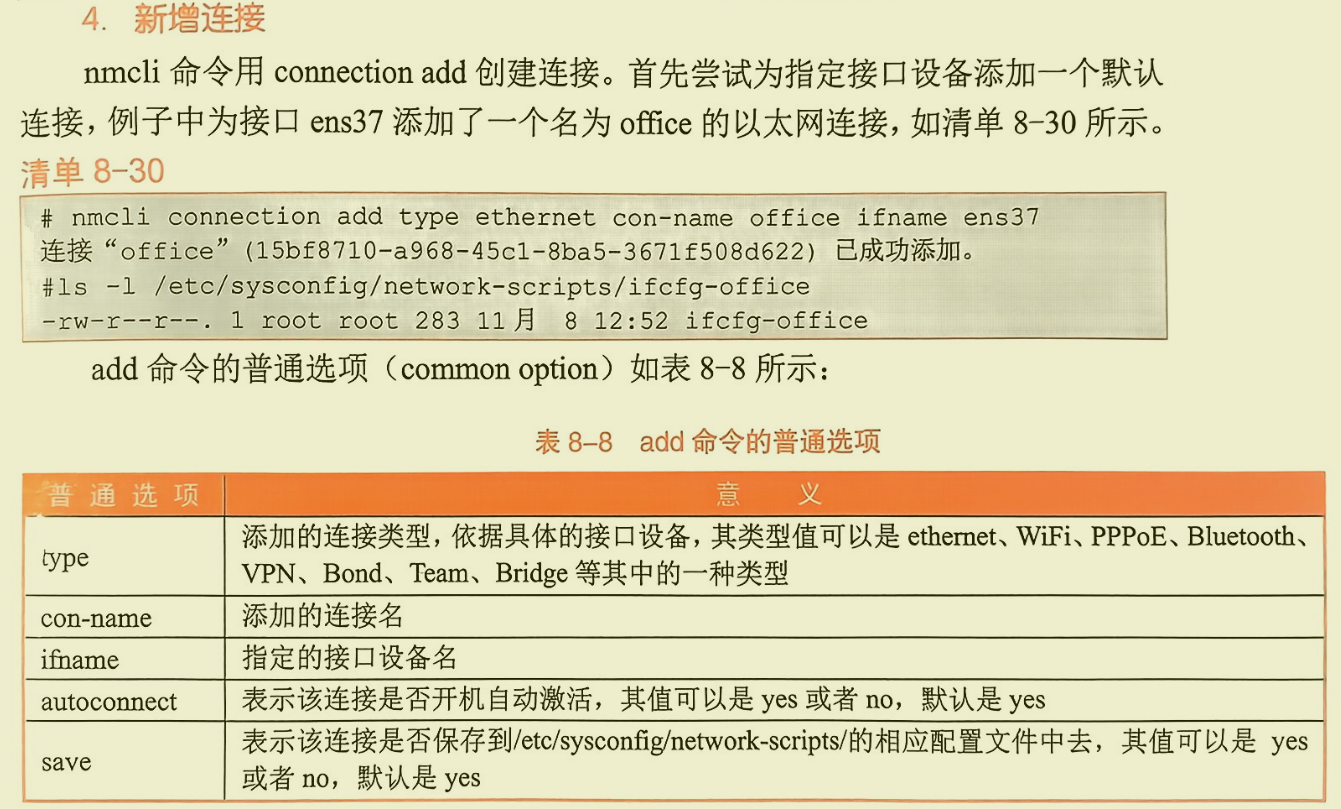 4. 新增连接
nmcli 命令用 connection add 创建连接。首先尝试为指定接口设备添加一个默认
连接，例子中为接口 ens37 添加了一个名为 office 的以太网连接，如清单 8-30 所示。
清单 8-30
# nmcli connection add type ethernet con-name office ifname ens37
连接“office”(15bf8710-a968-45c1-8ba5-3671f508d622) 已成功添加。
#ls -l /etc/sysconfig/network-scripts/ifcfg-office
-rw-r--r--. 1 root root 283 11月 8 12:52 ifcfg-office
add 命令的普通选项（common option）如表 8-8 所示：
表 8-8 add 命令的普通选项
普通选项 意义
type 添加的连接类型，依据具体的接口设备，其类型值可以是 ethernet、WiFi、PPPoE、Bluetooth、
VPN、Bond、Team、Bridge 等其中的一种类型
con-name 添加的连接名
ifname 指定的接口设备名
autoconnect 表示该连接是否开机自动激活，其值可以是 yes 或者 no，默认是 yes
save 表示该连接是否保存到/etc/sysconfig/network-scripts/的相应配置文件中去，其值可以是 yes
或者 no，默认是 yes